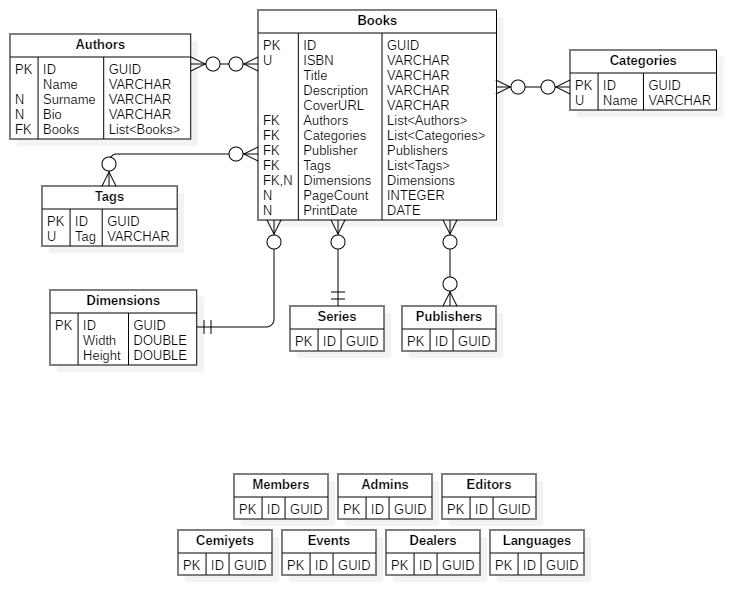 Books
PK ID GUID
U ISBN VARCHAR
Title VARCHAR
Description VARCHAR
CoverURL VARCHAR
FK Authors List<Authors>
FK Categories List<Categories>
FK Publisher Publishers
FK Tags List<Tags>
FK,N Dimensions Dimensions
N PageCount INTEGER
N PrintDate DATE
Authors
PK ID GUID
Name VARCHAR
N Surname VARCHAR
N Bio VARCHAR
FK Books List<Books>
Categories
PK ID GUID
U Name VARCHAR
Tags
PK ID GUID
U Tag VARCHAR
Dimensions
PK ID GUID
Width DOUBLE
Height DOUBLE
Series
PK ID GUID
Publishers
PK ID GUID
Members
PK ID GUID
Admins
PK ID GUID
Editors
PK ID GUID
Cemiyets
PK ID GUID
Events
PK ID GUID
Dealers
PK ID GUID
Languages
PK ID GUID